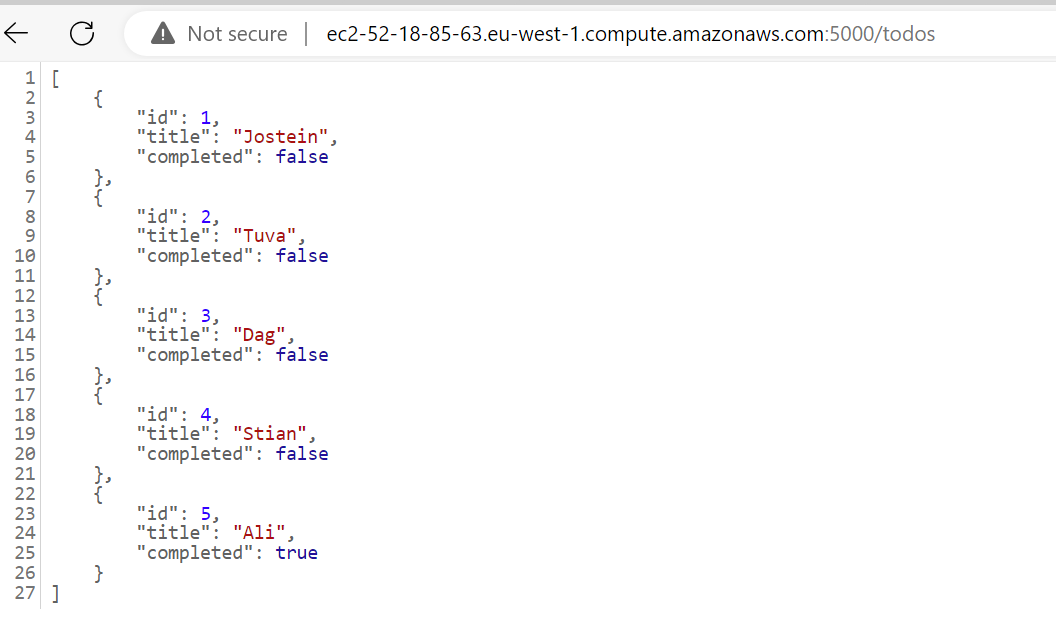 Not secure | ec2-52-18-85-63.eu-west-1.compute.amazonaws.com:5000/todos
1 [
2 {
3 "id": 1,
4 "title": "Jostein",
5 "completed": false
6 },
7 {
8 "id": 2,
9 "title": "Tuva",
10 "completed": false
11 },
12 {
13 "id": 3,
14 "title": "Dag",
15 "completed": false
16 },
17 {
18 "id": 4,
19 "title": "Stian",
20 "completed": false
21 },
22 {
23 "id": 5,
24 "title": "Ali",
25 "completed": true
26 }
27 ]